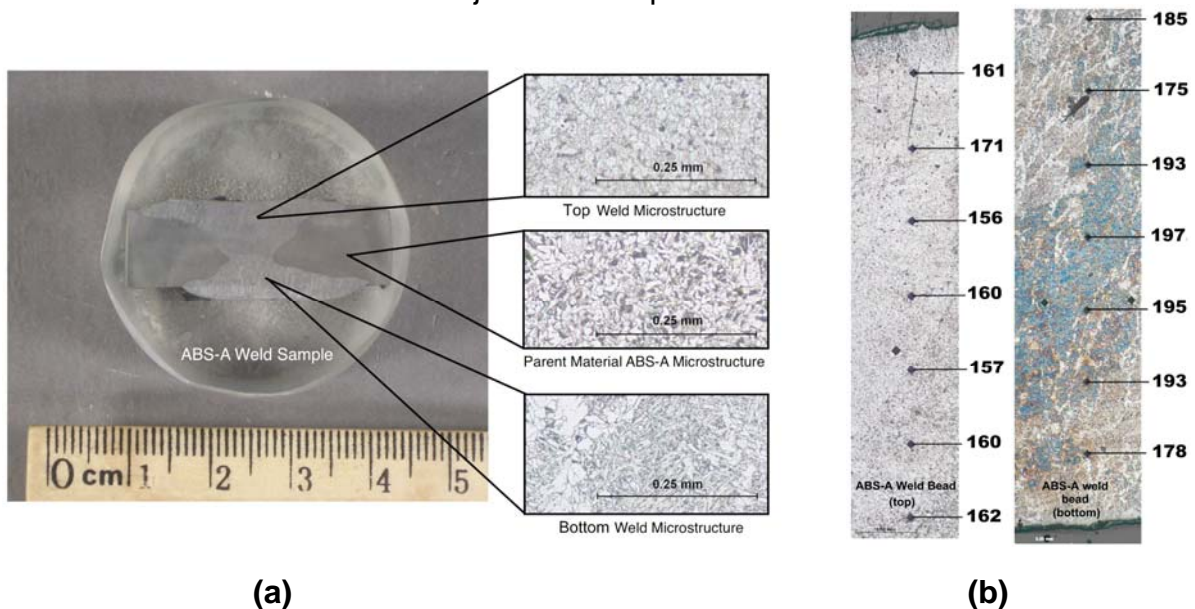 0.25 mm
Top Weld Microstructure
0.25 mm
Parent Material ABS-A Microstructure
0.25 mm
Bottom Weld Microstructure
ABS-A Weld Sample
0 cm 1 2 3 4 5
(a)
161
171
156
160
157
160
162
ABS-A Weld Bead
(top)
185
175
193
197
195
193
178
ABS-A weld
bead
(bottom)
(b)